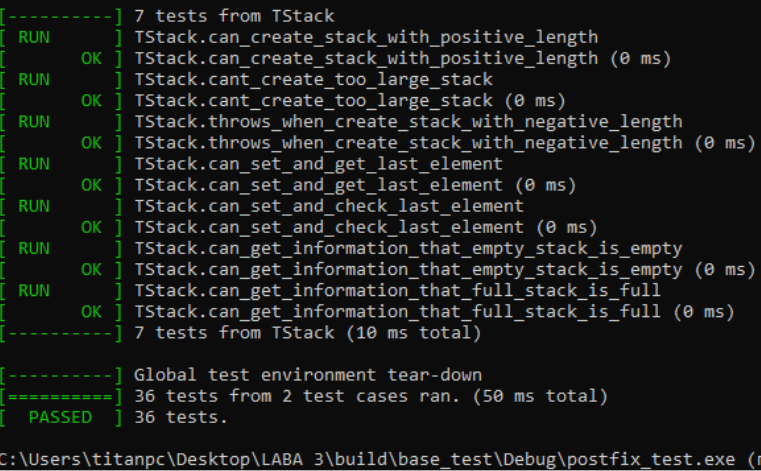 [----------] 7 tests from TStack
[ RUN      ] TStack.can_create_stack_with_positive_length
[       OK ] TStack.can_create_stack_with_positive_length (0 ms)
[ RUN      ] TStack.cant_create_too_large_stack
[       OK ] TStack.cant_create_too_large_stack (0 ms)
[ RUN      ] TStack.throws_when_create_stack_with_negative_length
[       OK ] TStack.throws_when_create_stack_with_negative_length (0 ms)
[ RUN      ] TStack.can_set_and_get_last_element
[       OK ] TStack.can_set_and_get_last_element (0 ms)
[ RUN      ] TStack.can_set_and_check_last_element
[       OK ] TStack.can_set_and_check_last_element (0 ms)
[ RUN      ] TStack.can_get_information_that_empty_stack_is_empty
[       OK ] TStack.can_get_information_that_empty_stack_is_empty (0 ms)
[ RUN      ] TStack.can_get_information_that_full_stack_is_full
[       OK ] TStack.can_get_information_that_full_stack_is_full (0 ms)
[----------] 7 tests from TStack (10 ms total)
[----------] Global test environment tear-down
[==========] 36 tests from 2 test cases ran. (50 ms total)
[  PASSED  ] 36 tests.
C:\Users\titanpc\Desktop\LABA 3\build\base_test\Debug\postfix_test.exe